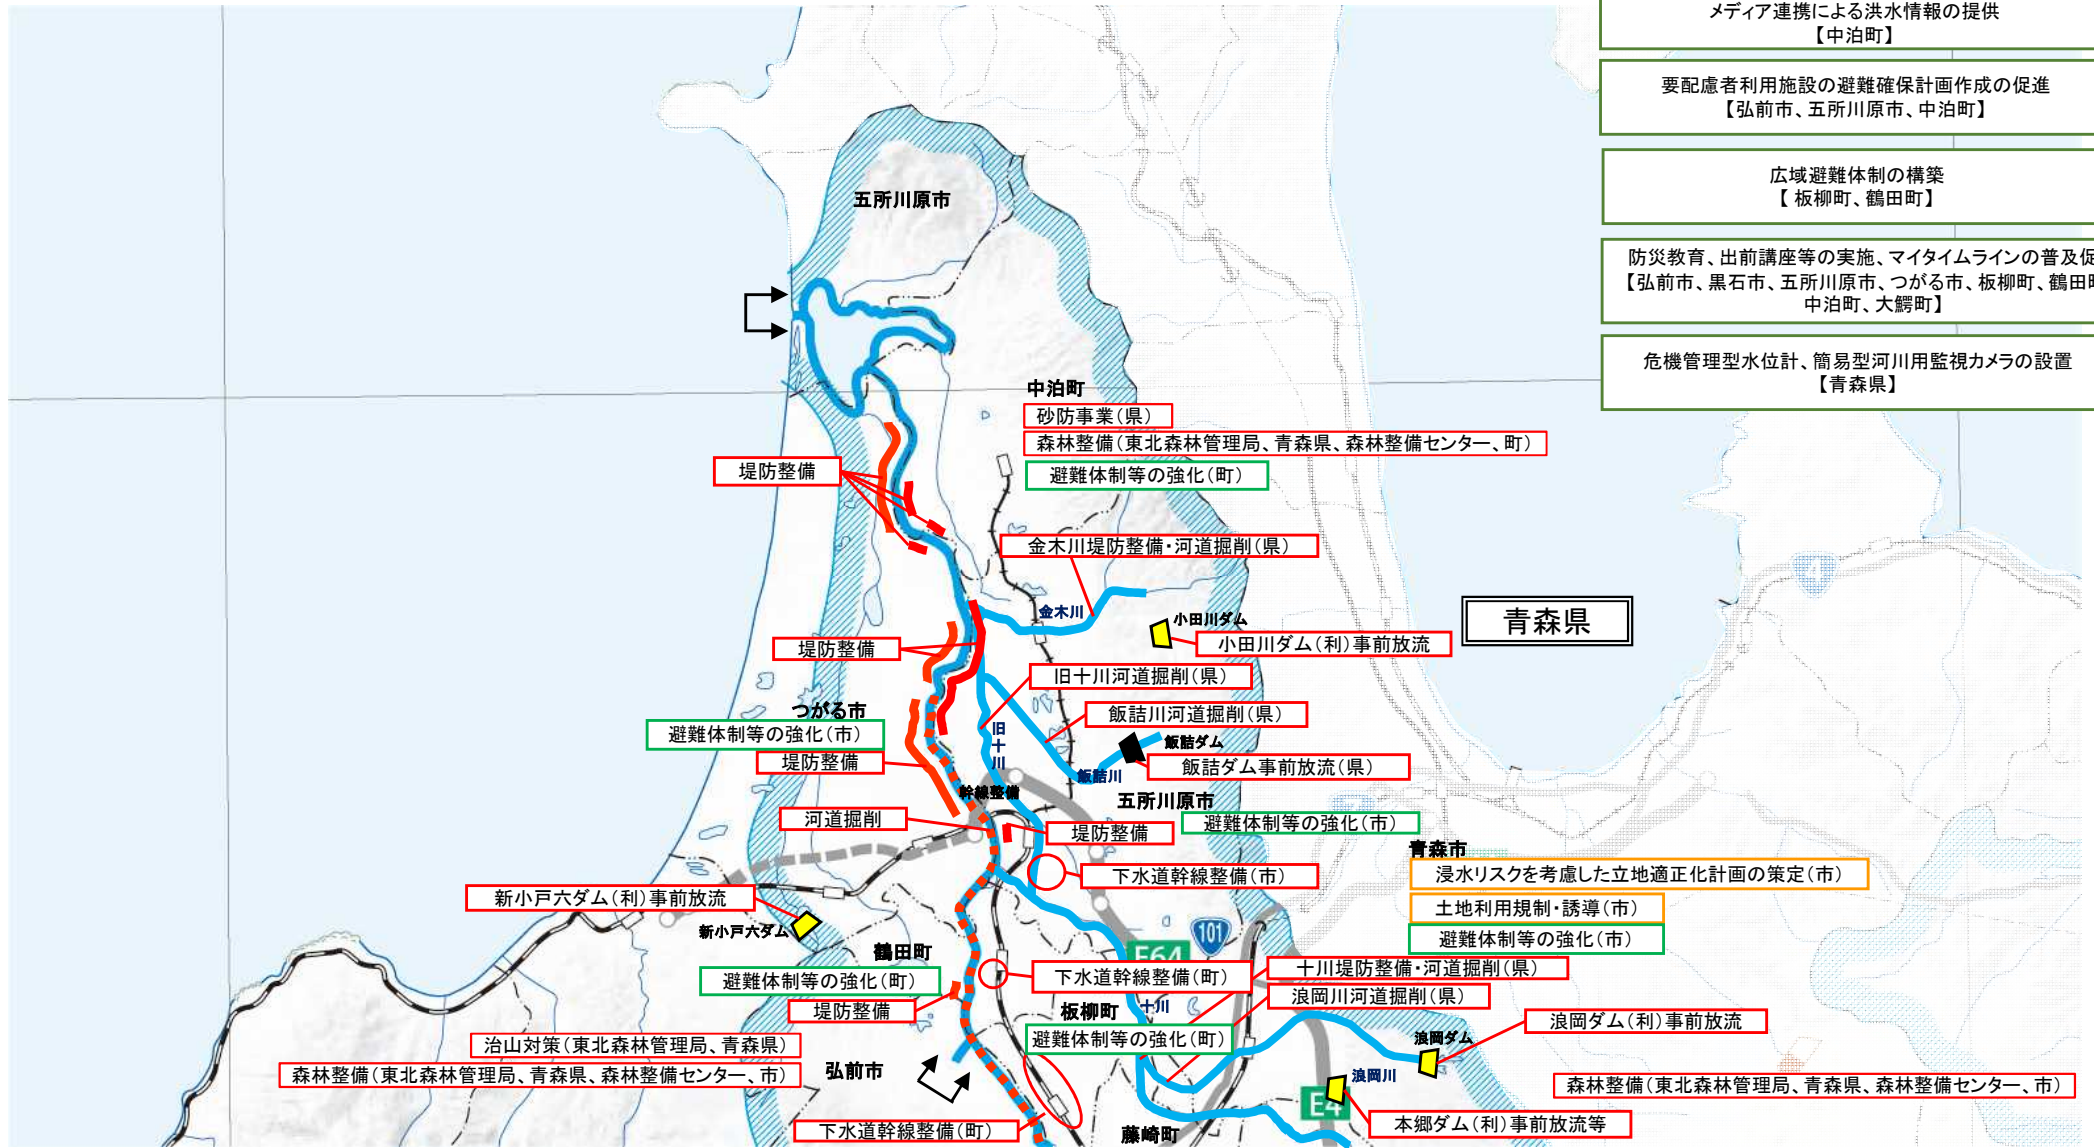 メディア連携による洪水情報の提供
【中泊町】
要配慮者利用施設の避難確保計画作成の促進
【弘前市、五所川原市、中泊町】
広域避難体制の構築
【 板柳町、鶴田町】
防災教育、出前講座等の実施、マイタイムラインの普及促
【弘前市、黒石市、五所川原市、つがる市、板柳町、鶴田町
中泊町、大鰐町】
危機管理型水位計、簡易型河川用監視カメラの設置
【青森県】
五所川原市
中泊町
砂防事業(県)
森林整備(東北森林管理局、青森県、森林整備センター、町)
避難体制等の強化(町)
堤防整備
金木川堤防整備・河道掘削(県)
金木川
小田川ダム
小田川ダム(利)事前放流
青森県
堤防整備
旧十川河道掘削(県)
つがる市
避難体制等の強化(市)
堤防整備
旧十川
飯詰川河道掘削(県)
飯詰ダム
飯詰ダム事前放流(県)
飯詰川
幹線整備
五所川原市
避難体制等の強化(市)
河道掘削
堤防整備
下水道幹線整備(市)
青森市
浸水リスクを考慮した立地適正化計画の策定(市)
土地利用規制・誘導(市)
避難体制等の強化(市)
4
7
新小戸六ダム(利)事前放流
新小戸六ダム
鶴田町
避難体制等の強化(町)
堤防整備
下水道幹線整備(町)
101
E64
十川堤防整備・河道掘削(県)
浪岡川河道掘削(県)
板柳町
十川
避難体制等の強化(町)
浪岡ダム(利)事前放流
浪岡ダム
治山対策(東北森林管理局、青森県)
森林整備(東北森林管理局、青森県、森林整備センター、市)
弘前市
浪岡川
森林整備(東北森林管理局、青森県、森林整備センター、市)
E4
本郷ダム(利)事前放流等
下水道幹線整備(町)
藤崎町